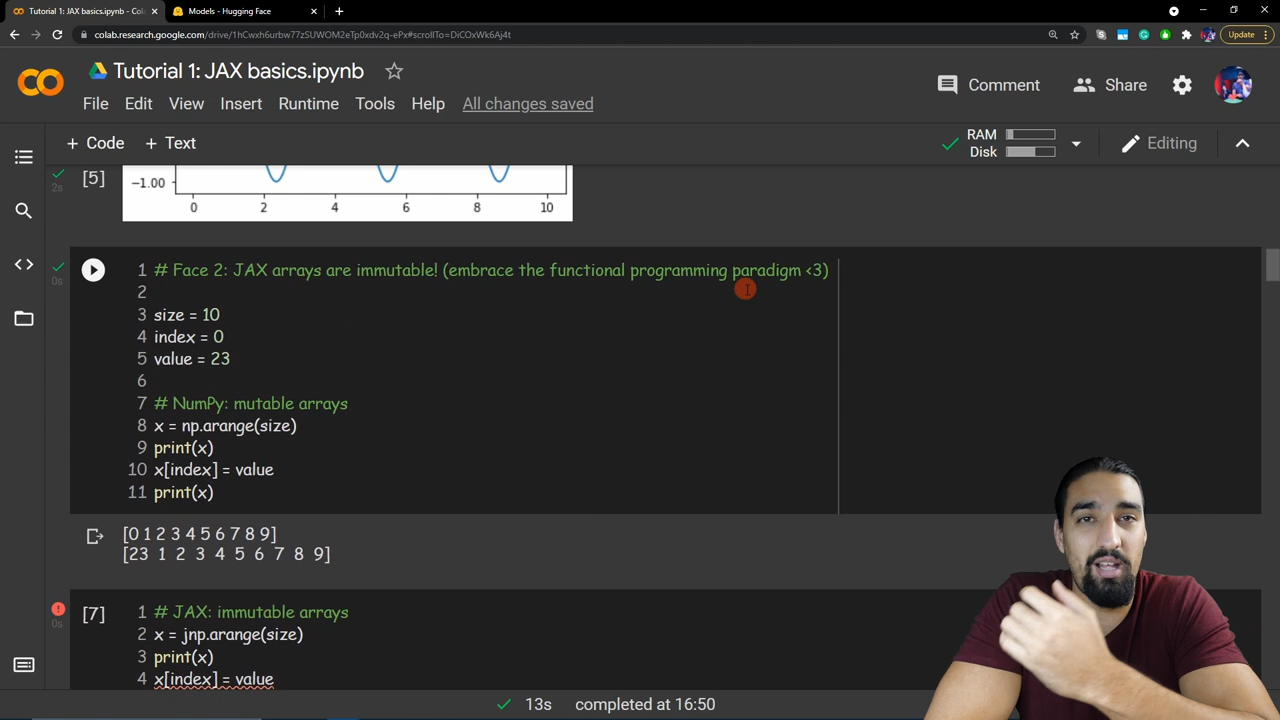 Tutorial 1: JAX basics.ipynb - Col
Models - Hugging Face
colab.research.google.com/drive/1hCwxh6urbw77zSUWOM2eTp0xdv2q-ePx#scrollTo=DiCOxWk6Aj4t
Update
CO
Tutorial 1: JAX basics.ipynb
Comment
Share
File Edit View Insert Runtime Tools Help All changes saved
+ Code + Text
RAM
Disk
Editing
2s
[5]
−1.00
0 2 4 6 8 10
0s
1 # Face 2: JAX arrays are immutable! (embrace the functional programming paradigm <3)
2
3 size = 10
4 index = 0
5 value = 23
6
7 # NumPy: mutable arrays
8 x = np.arange(size)
9 print(x)
10 x[index] = value
11 print(x)
[0 1 2 3 4 5 6 7 8 9]
[23 1 2 3 4 5 6 7 8 9]
0s
[7]
1 # JAX: immutable arrays
2 x = jnp.arange(size)
3 print(x)
4 x[index] = value
13s completed at 16:50